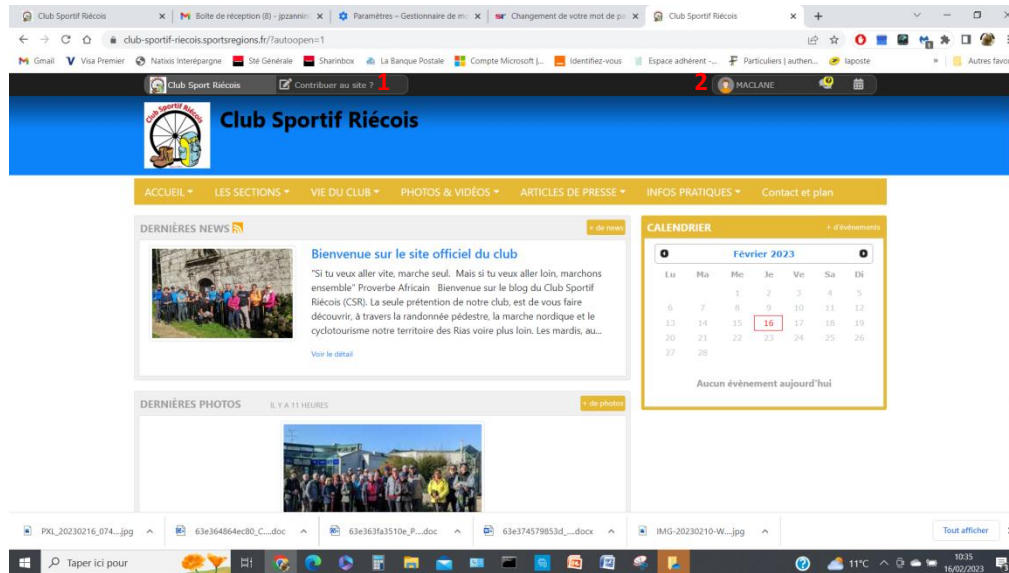 Club Sportif Riécois
Boîte de réception (8) - jpzannin
Paramètres – Gestionnaire de mo
Changement de votre mot de pa
Club Sportif Riécois
club-sportif-riecois.sportsregions.fr/?autoopen=1
Gmail
Visa Premier
Natixis Interépargne
Sté Générale
Sharinbox
La Banque Postale
Compte Microsoft |...
Identifiez-vous
Espace adhérent -...
Particuliers | authen...
laposte
»
Autres favoris
Club Sport Riécois
Contribuer au site ? 1
2 MACLANE
Club Sportif Riécois
ACCUEIL LES SECTIONS VIE DU CLUB PHOTOS & VIDÉOS ARTICLES DE PRESSE INFOS PRATIQUES Contact et plan
DERNIÈRES NEWS
+ de news
Bienvenue sur le site officiel du club
"Si tu veux aller vite, marche seul. Mais si tu veux aller loin, marchons
ensemble" Proverbe Africain Bienvenue sur le blog du Club Sportif
Riécois (CSR). La seule prétention de notre club, est de vous faire
découvrir, à travers la randonnée pédestre, la marche nordique et le
cyclotourisme notre territoire des Rias voire plus loin. Les mardis, au...
Voir le détail
CALENDRIER
+ d'évènements
Février 2023
Lu Ma Me Je Ve Sa Di
1 2 3 4 5
6 7 8 9 10 11 12
13 14 15 16 17 18 19
20 21 22 23 24 25 26
27 28
Aucun évènement aujourd'hui
DERNIÈRES PHOTOS
IL Y A 11 HEURES
+ de photos
PXL_20230216_074....jpg
63e364864ec80_C....doc
63e363fa3510e_P....doc
63e374579853d_....docx
IMG-20230210-W....jpg
Tout afficher
Taper ici pour
11°C
10:35
16/02/2023